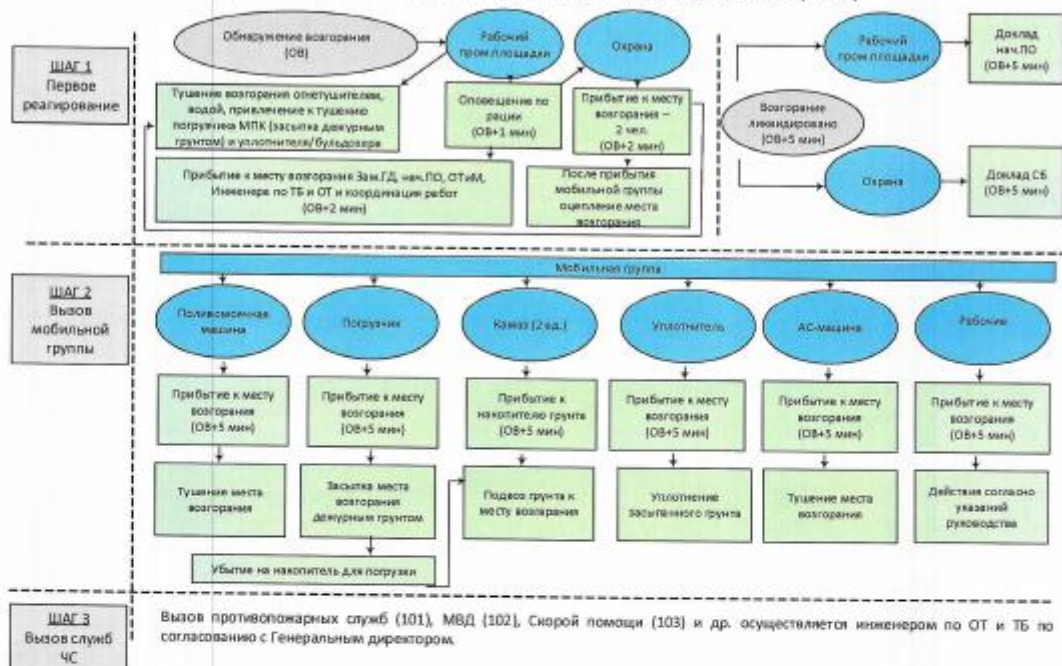 ШАГ 1
Первое
реагирование
Обнаружение возгорания
(ОВ)
Рабочий
пром.площадки
Охрана
Тушение возгорания огнетушителем,
водой, привлечение к тушению
погрузчика МПК (засыпка дежурным
грунтом) и уплотнителя/бульдозера
Оповещение по
рации
(ОВ+1 мин)
Прибытие к месту
возгорания –
2 чел.
(ОВ+2 мин)
Прибытие к месту возгорания Зам.ГД, нач.ПО, ОТиМ,
Инженера по ТБ и ОТ и координация работ
(ОВ+2 мин)
После прибытия
мобильной группы
оцепление места
возгорания
Возгорание
ликвидировано
(ОВ+5 мин)
Рабочий
пром.площадки
Доклад
нач.ПО
(ОВ+5 мин)
Охрана
Доклад СБ
(ОВ+5 мин)
ШАГ 2
Вызов
мобильной
группы
Мобильная группа
Поливомоечная
машина
Погрузчик
Камаз (2 ед.)
Уплотнитель
АС-машина
Рабочие
Прибытие к месту
возгорания
(ОВ+5 мин)
Прибытие к месту
возгорания
(ОВ+5 мин)
Прибытие к
накопителю грунта
(ОВ+5 мин)
Прибытие к месту
возгорания
(ОВ+5 мин)
Прибытие к месту
возгорания
(ОВ+5 мин)
Прибытие к месту
возгорания
(ОВ+5 мин)
Тушение места
возгорания
Засыпка места
возгорания
дежурным грунтом
Подвоз грунта к
месту возгарания
Уплотнение
засыпанного грунта
Тушение места
возгорания
Действия согласно
указаний
руководства
Убытие на накопитель для погрузки
ШАГ 3
Вызов служб
ЧС
Вызов противопожарных служб (101), МВД (102), Скорой помощи (103) и др. осуществляется инженером по ОТ и ТБ по
согласованию с Генеральным директором.